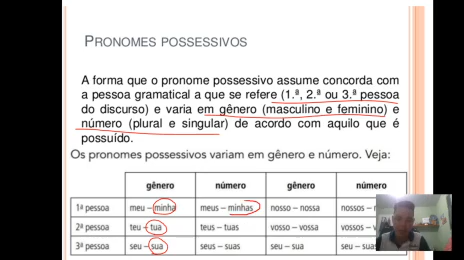 PRONOMES POSSESSIVOS
A forma que o pronome possessivo assume concorda com
a pessoa gramatical a que se refere (1.ª, 2.ª ou 3.ª pessoa
do discurso) e varia em gênero (masculino e feminino) e
número (plural e singular) de acordo com aquilo que é
possuído.
Os pronomes possessivos variam em gênero e número. Veja:
gênero número gênero número
1ª pessoa meu – minha meus – minhas nosso – nossa nossos –
2ª pessoa teu – tua teus – tuas vosso – vossa vossos –
3ª pessoa seu – sua seus – suas seu – sua seus –